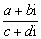 a + bi
c + di